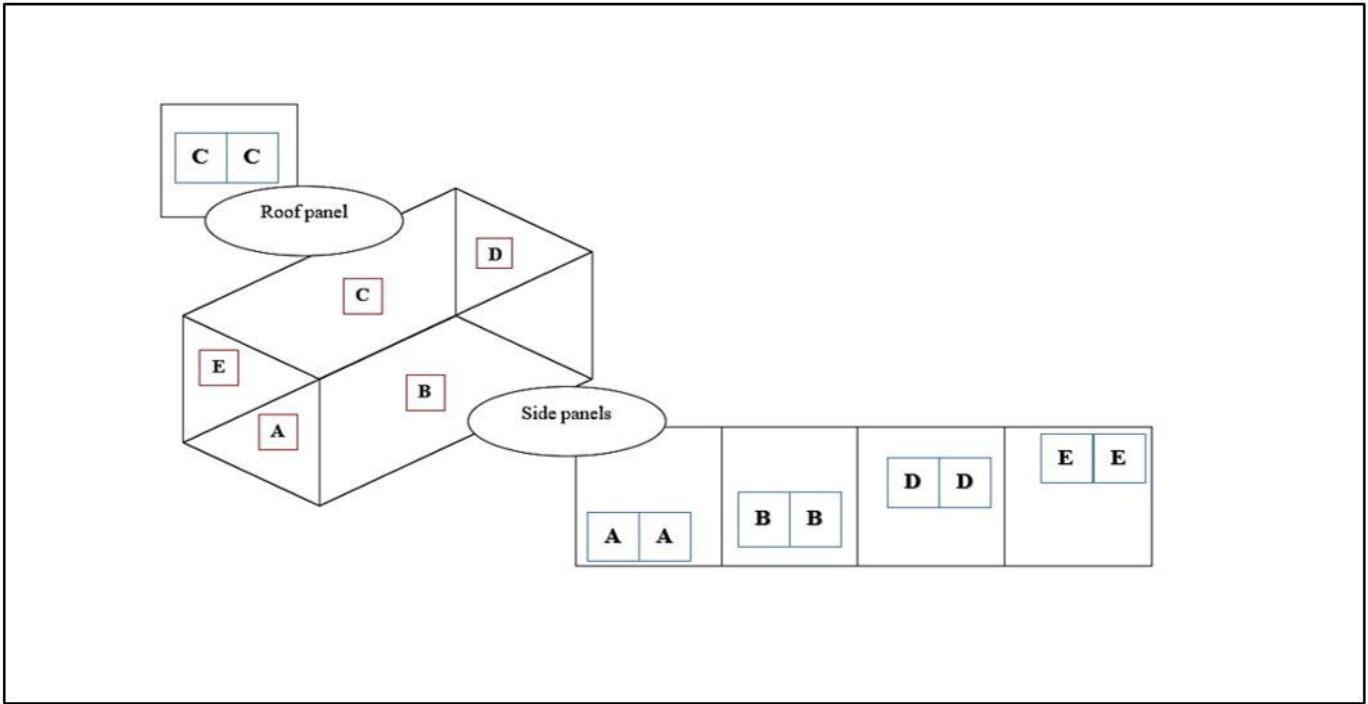 C C
Roof panel
D
C
E
B
A
Side panels
E E
D D
B B
A A